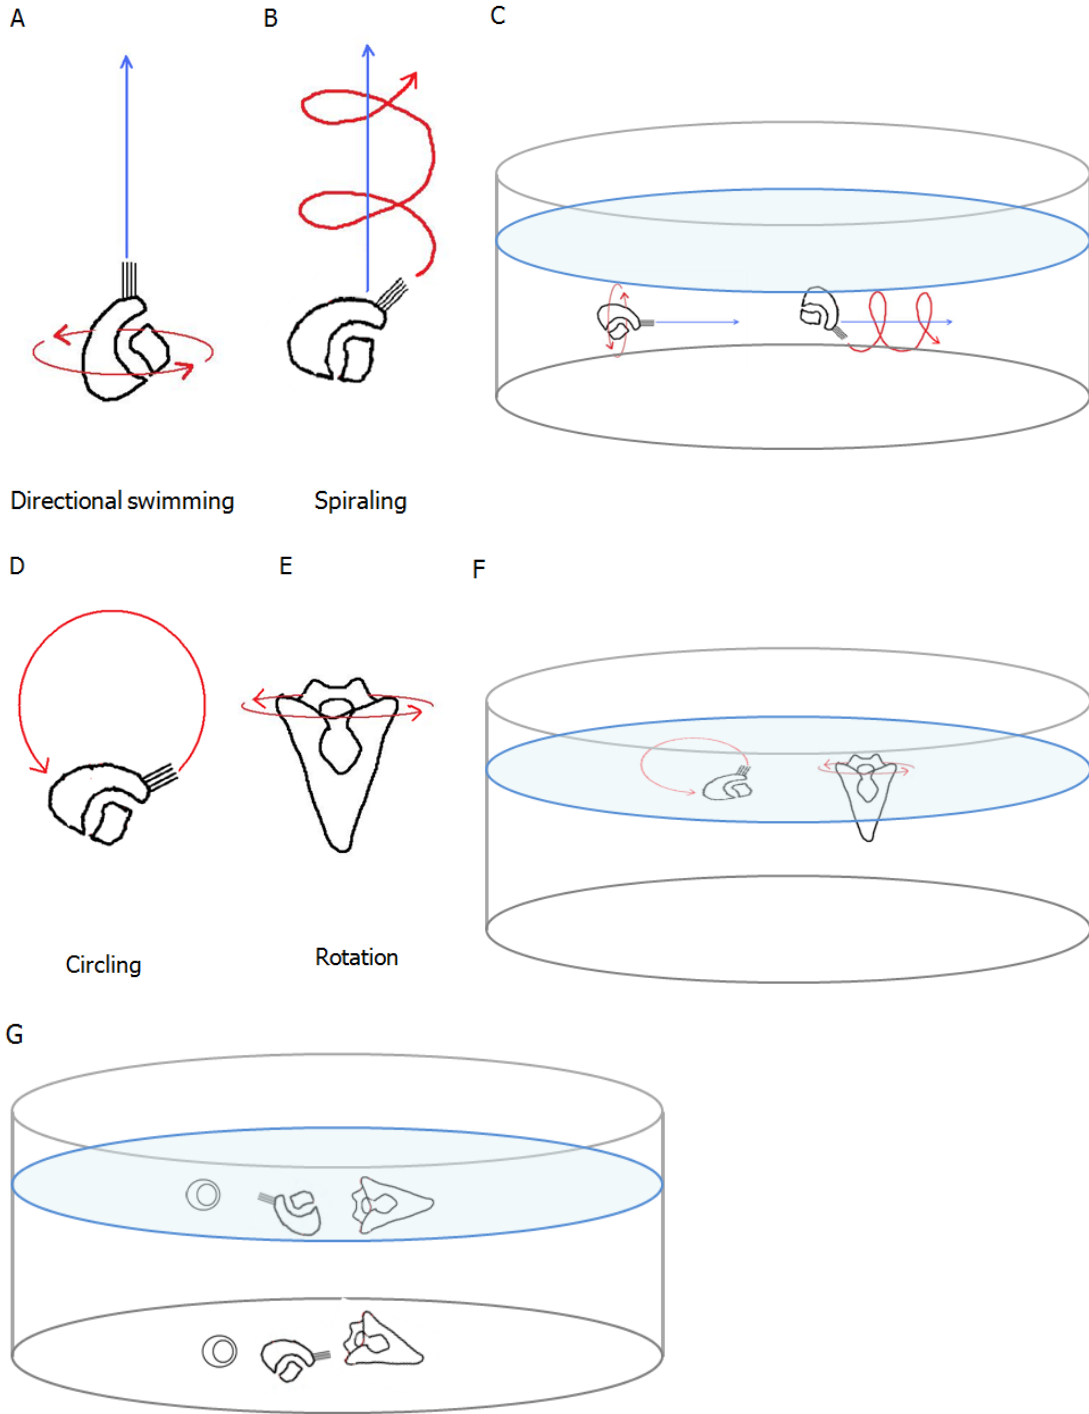 A
B
C
Directional swimming
Spiraling
D
E
F
Circling
Rotation
G